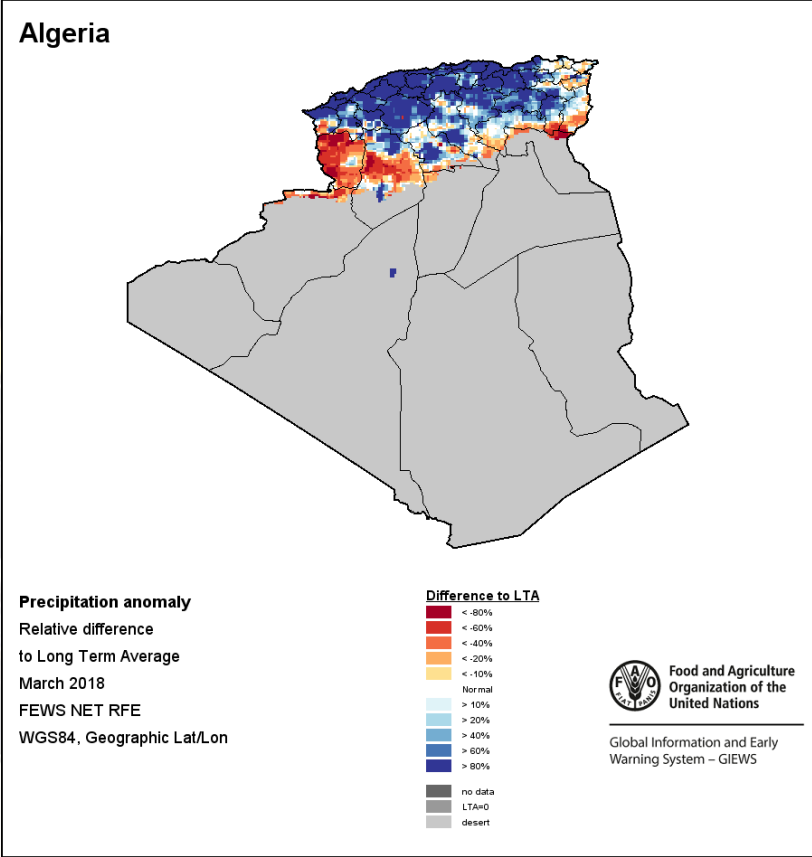 Algeria
Precipitation anomaly
Relative difference
to Long Term Average
March 2018
FEWS NET RFE
WGS84, Geographic Lat/Lon
Difference to LTA
< -80%
< -60%
< -40%
< -20%
< -10%
Normal
> 10%
> 20%
> 40%
> 60%
> 80%
no data
LTA=0
desert
F A O
FIAT PANIS
Food and Agriculture
Organization of the
United Nations
Global Information and Early
Warning System – GIEWS